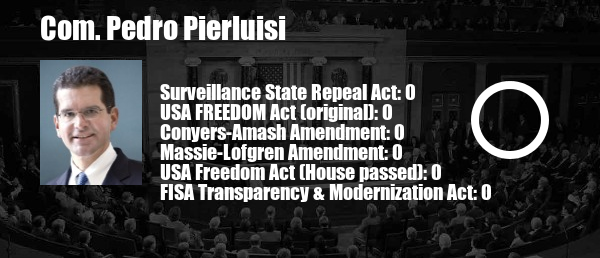 Com. Pedro Pierluisi
Surveillance State Repeal Act: 0
USA FREEDOM Act (original): 0
Conyers-Amash Amendment: 0
Massie-Lofgren Amendment: 0
USA Freedom Act (House passed): 0
FISA Transparency & Modernization Act: 0